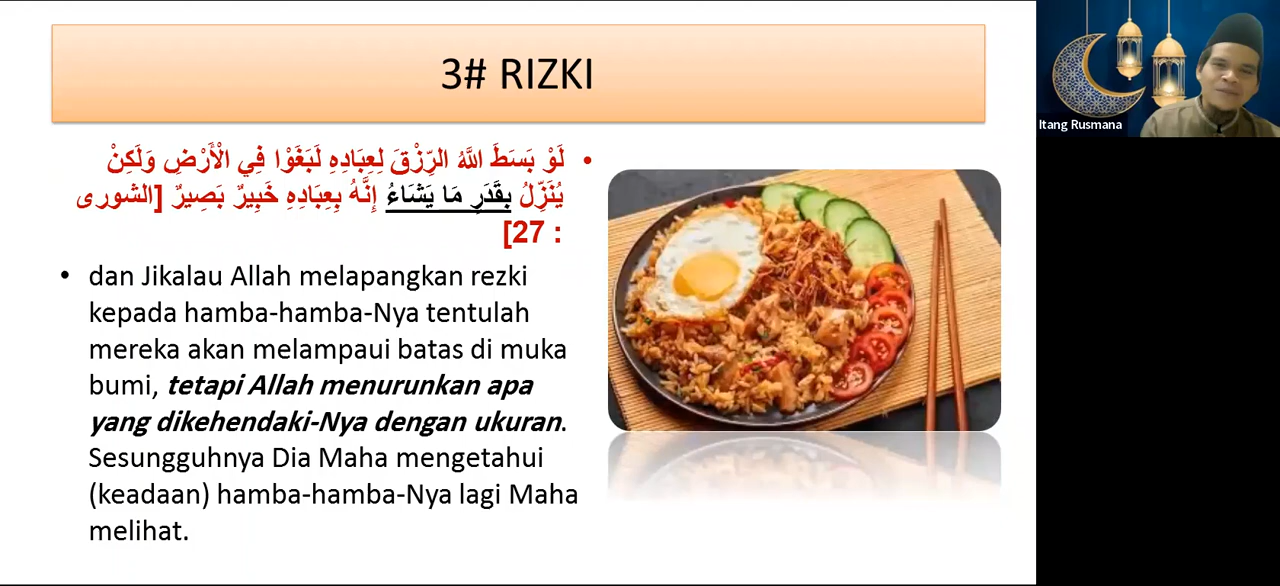 3# RIZKI
• لَوْ بَسَطَ اللَّهُ الرِّزْقَ لِعِبَادِهِ لَبَغَوْا فِي الْأَرْضِ وَلَكِنْ
يُنَزِّلُ بِقَدَرٍ مَا يَشَاءُ إِنَّهُ بِعِبَادِهِ خَبِيرٌ بَصِيرٌ [الشورى
: 27]
• dan Jikalau Allah melapangkan rezki
kepada hamba-hamba-Nya tentulah
mereka akan melampaui batas di muka
bumi, tetapi Allah menurunkan apa
yang dikehendaki-Nya dengan ukuran.
Sesungguhnya Dia Maha mengetahui
(keadaan) hamba-hamba-Nya lagi Maha
melihat.
Itang Rusmana